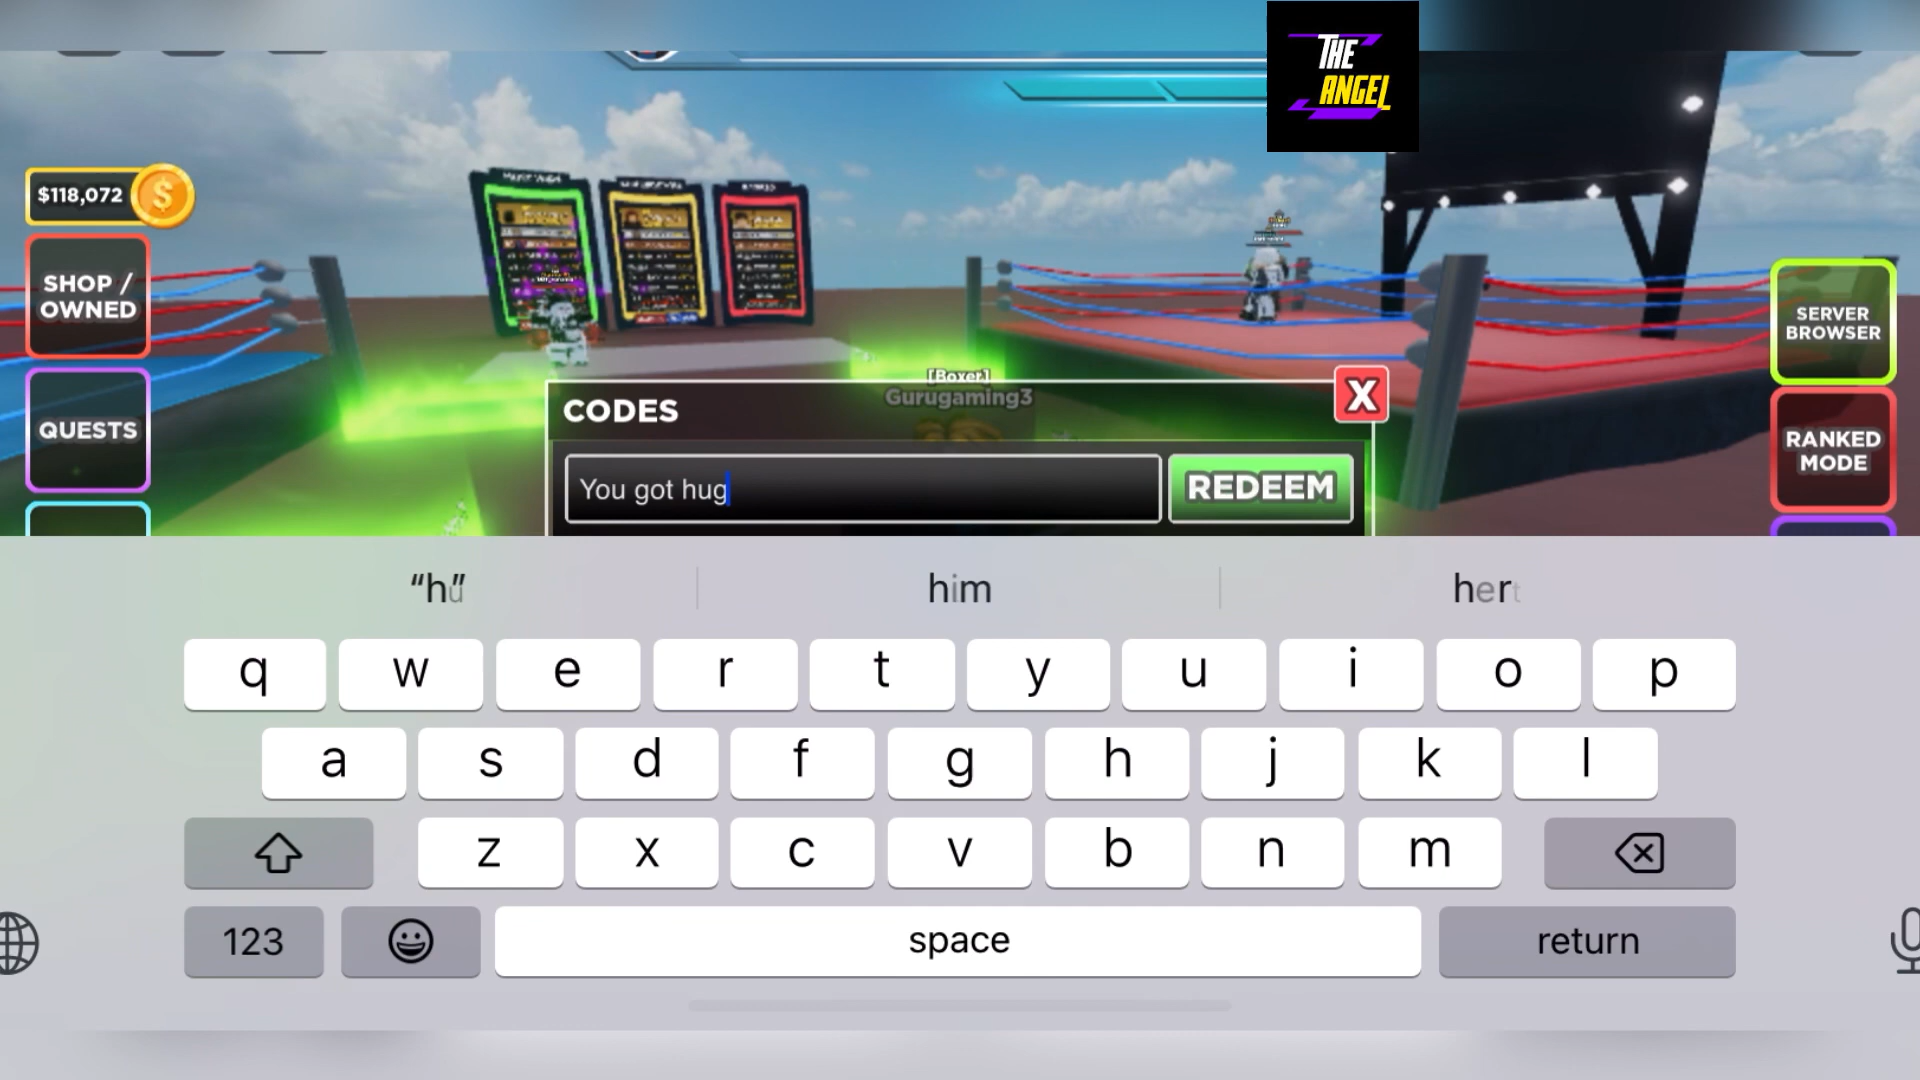 THE
ANGEL
$118,072
SHOP /
OWNED
QUESTS
SERVER
BROWSER
RANKED
MODE
[Boxer]
Gurugaming3
CODES
X
You got hug
REDEEM
him
q w e r t y u i o p
a s d f g h j k l
z x c v b n m
123
space
return